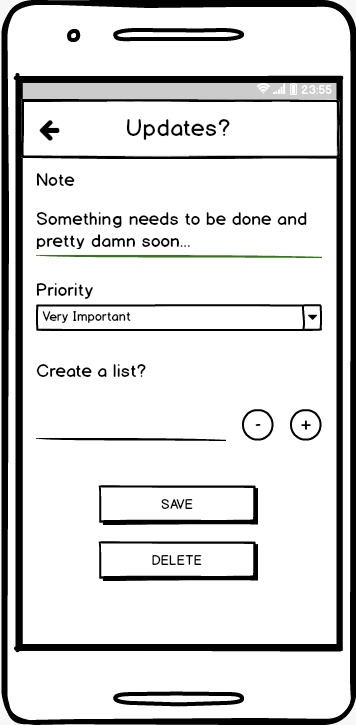 23:55
Updates?
Note
Something needs to be done and
pretty damn soon...
Priority
Very Important
Create a list?
- +
SAVE
DELETE